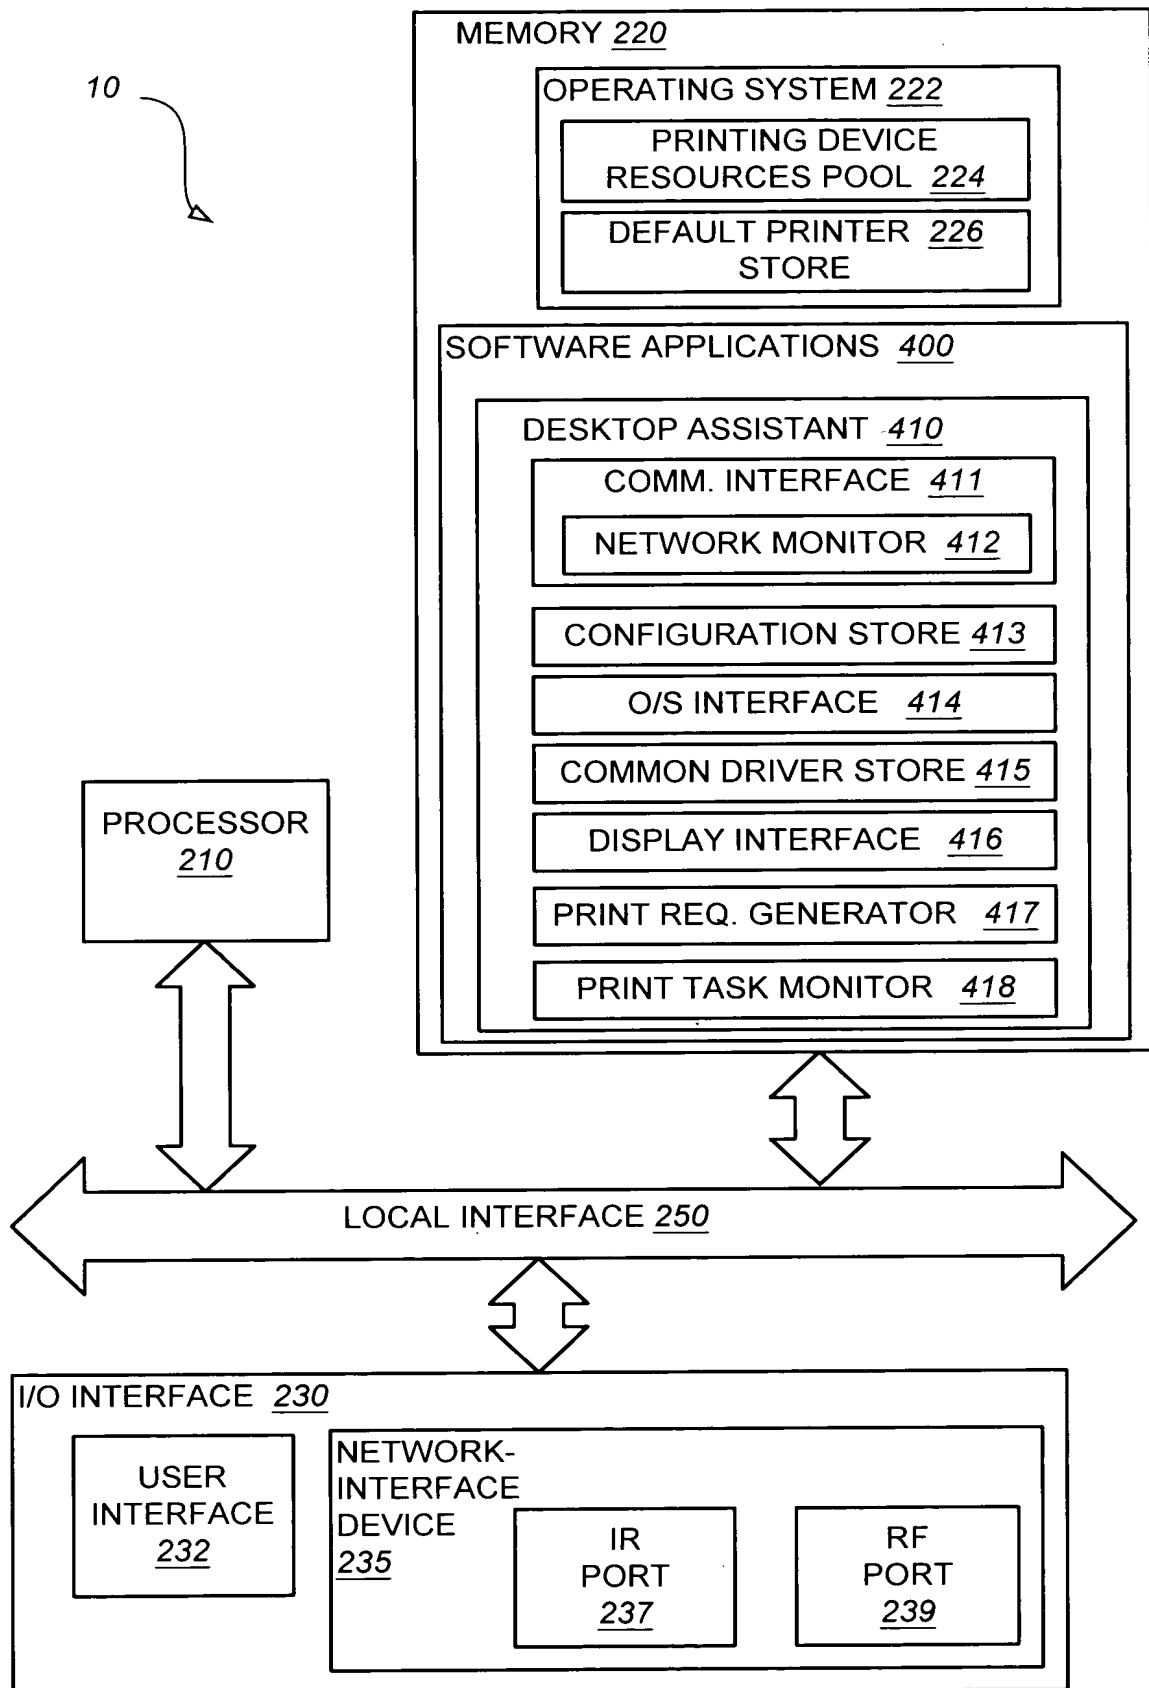 10
MEMORY 220
OPERATING SYSTEM 222
PRINTING DEVICE
RESOURCES POOL 224
DEFAULT PRINTER 226
STORE
SOFTWARE APPLICATIONS 400
DESKTOP ASSISTANT 410
COMM. INTERFACE 411
NETWORK MONITOR 412
CONFIGURATION STORE 413
O/S INTERFACE 414
COMMON DRIVER STORE 415
DISPLAY INTERFACE 416
PRINT REQ. GENERATOR 417
PRINT TASK MONITOR 418
PROCESSOR
210
LOCAL INTERFACE 250
I/O INTERFACE 230
USER
INTERFACE
232
NETWORK-
INTERFACE
DEVICE
235
IR
PORT
237
RF
PORT
239